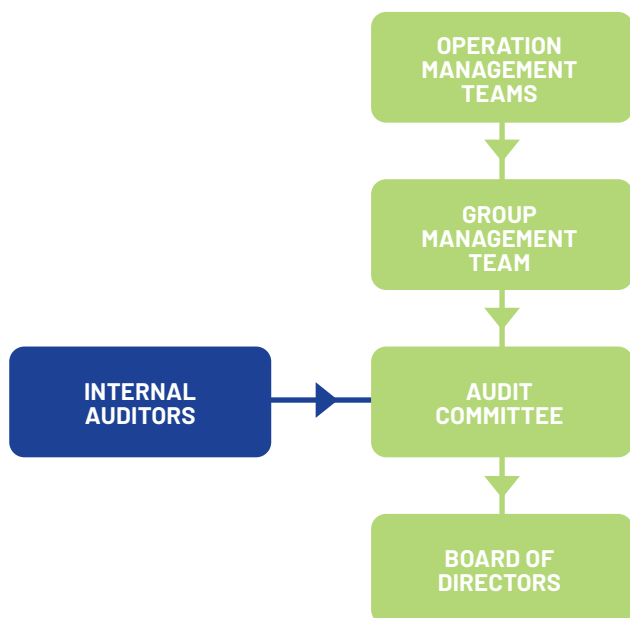 OPERATION
MANAGEMENT
TEAMS
GROUP
MANAGEMENT
TEAM
INTERNAL
AUDITORS
AUDIT
COMMITTEE
BOARD OF
DIRECTORS